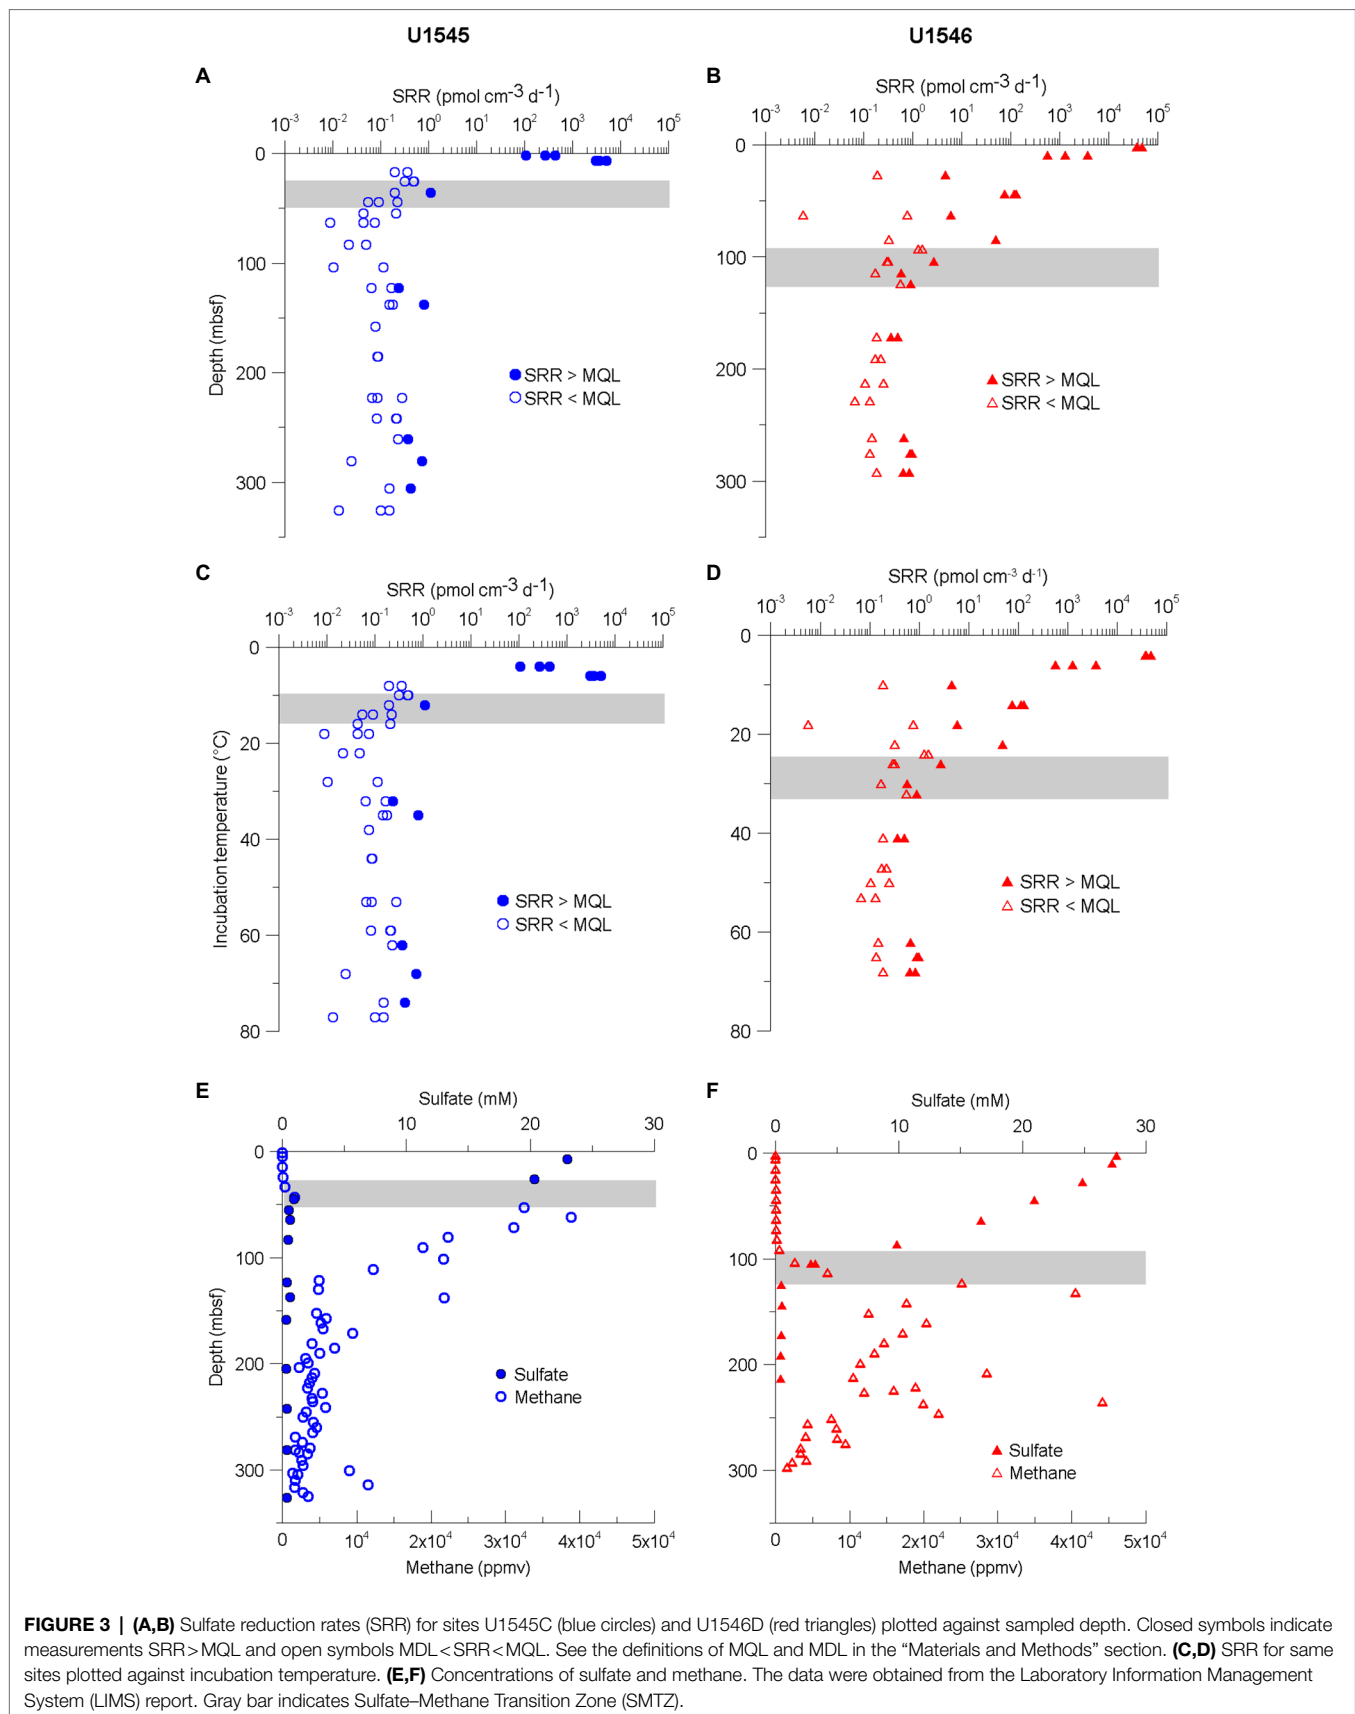 U1545
U1546
A
SRR (pmol cm-3 d-1)
10-3 10-2 10-1 100 101 102 103 104 105
0
100
200
300
Depth (mbsf)
SRR > MQL
SRR < MQL
B
SRR (pmol cm-3 d-1)
10-3 10-2 10-1 100 101 102 103 104 105
0
100
200
300
SRR > MQL
SRR < MQL
C
SRR (pmol cm-3 d-1)
10-3 10-2 10-1 100 101 102 103 104 105
0
20
40
60
80
Incubation temperature (°C)
SRR > MQL
SRR < MQL
D
SRR (pmol cm-3 d-1)
10-3 10-2 10-1 100 101 102 103 104 105
0
20
40
60
80
SRR > MQL
SRR < MQL
E
Sulfate (mM)
0 10 20 30
0
100
200
300
Depth (mbsf)
Sulfate
Methane
0 104 2x104 3x104 4x104 5x104
Methane (ppmv)
F
Sulfate (mM)
0 10 20 30
0
100
200
300
Sulfate
Methane
0 104 2x104 3x104 4x104 5x104
Methane (ppmv)
FIGURE 3 | (A,B) Sulfate reduction rates (SRR) for sites U1545C (blue circles) and U1546D (red triangles) plotted against sampled depth. Closed symbols indicate
measurements SRR>MQL and open symbols MDL<SRR<MQL. See the definitions of MQL and MDL in the “Materials and Methods” section. (C,D) SRR for same
sites plotted against incubation temperature. (E,F) Concentrations of sulfate and methane. The data were obtained from the Laboratory Information Management
System (LIMS) report. Gray bar indicates Sulfate–Methane Transition Zone (SMTZ).